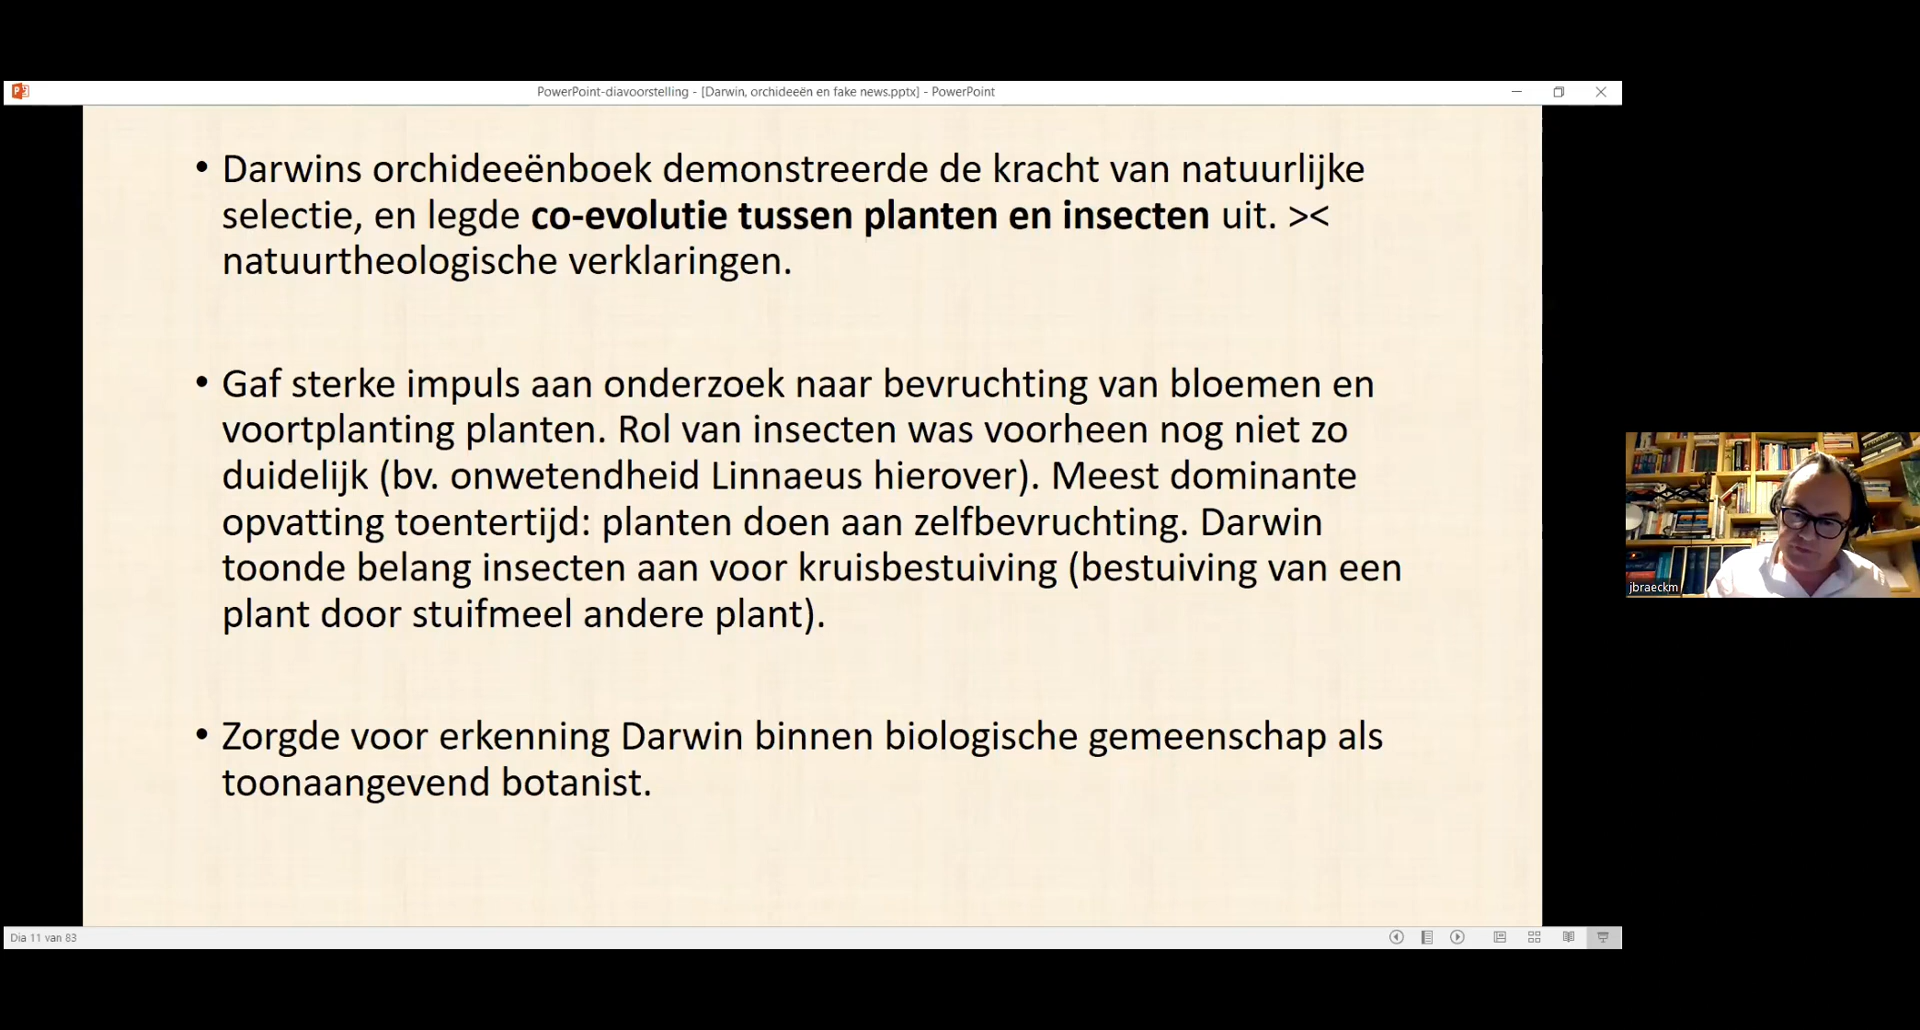 PowerPoint-diavoorstelling - [Darwin, orchideeën en fake news.pptx] - PowerPoint
• Darwins orchideeënboek demonstreerde de kracht van natuurlijke
selectie, en legde co-evolutie tussen planten en insecten uit. ><
natuurtheologische verklaringen.
• Gaf sterke impuls aan onderzoek naar bevruchting van bloemen en
voortplanting planten. Rol van insecten was voorheen nog niet zo
duidelijk (bv. onwetendheid Linnaeus hierover). Meest dominante
opvatting toentertijd: planten doen aan zelfbevruchting. Darwin
toonde belang insecten aan voor kruisbestuiving (bestuiving van een
plant door stuifmeel andere plant).
• Zorgde voor erkenning Darwin binnen biologische gemeenschap als
toonaangevend botanist.
jbraeckm
Dia 11 van 83